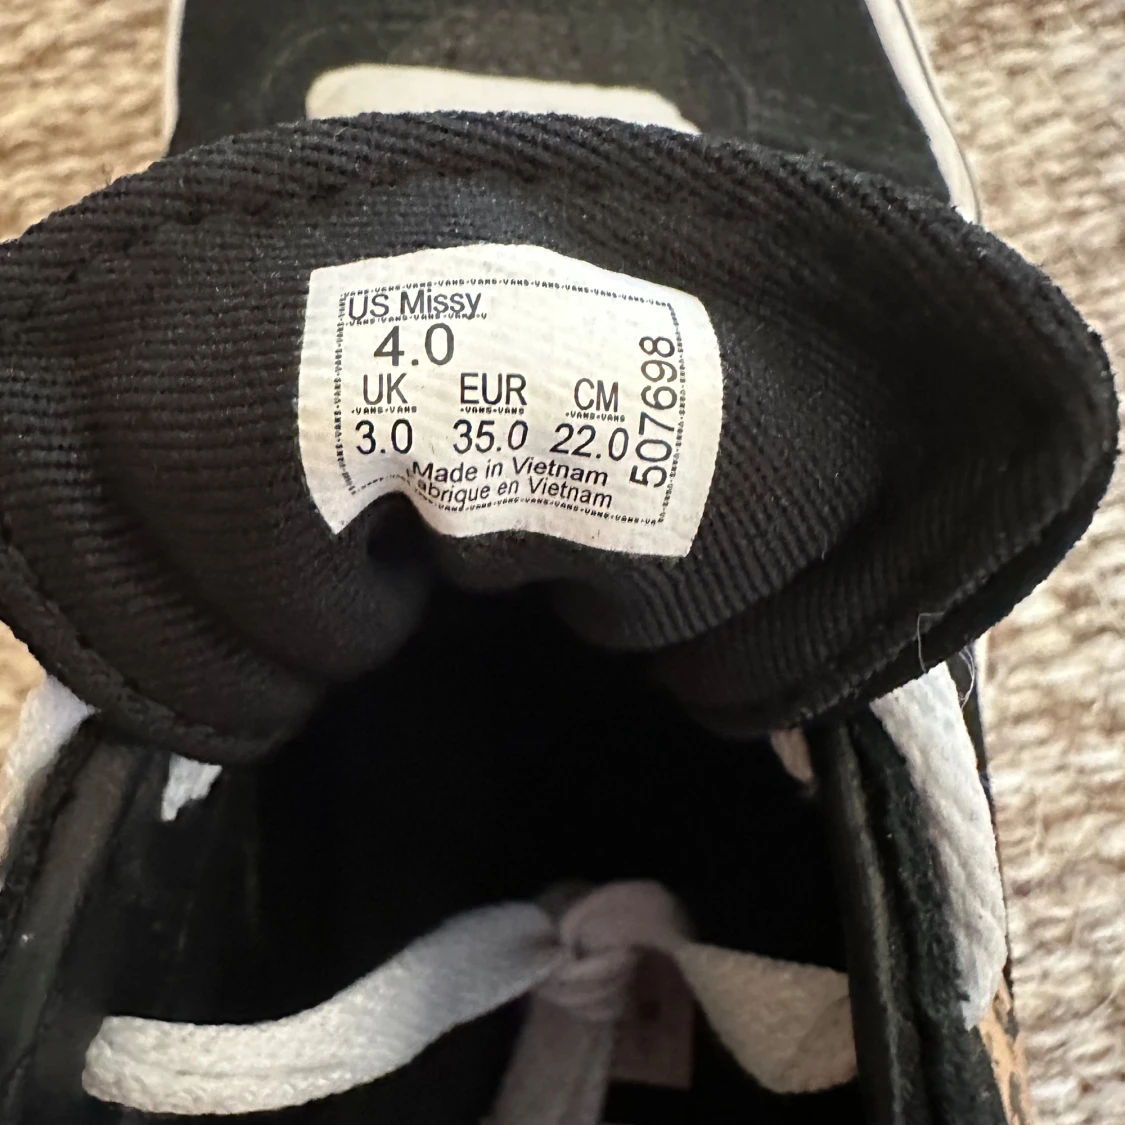 US Missy
4.0
UK EUR CM
3.0 35.0 22.0
Made in Vietnam
abrique en Vietnam
507698